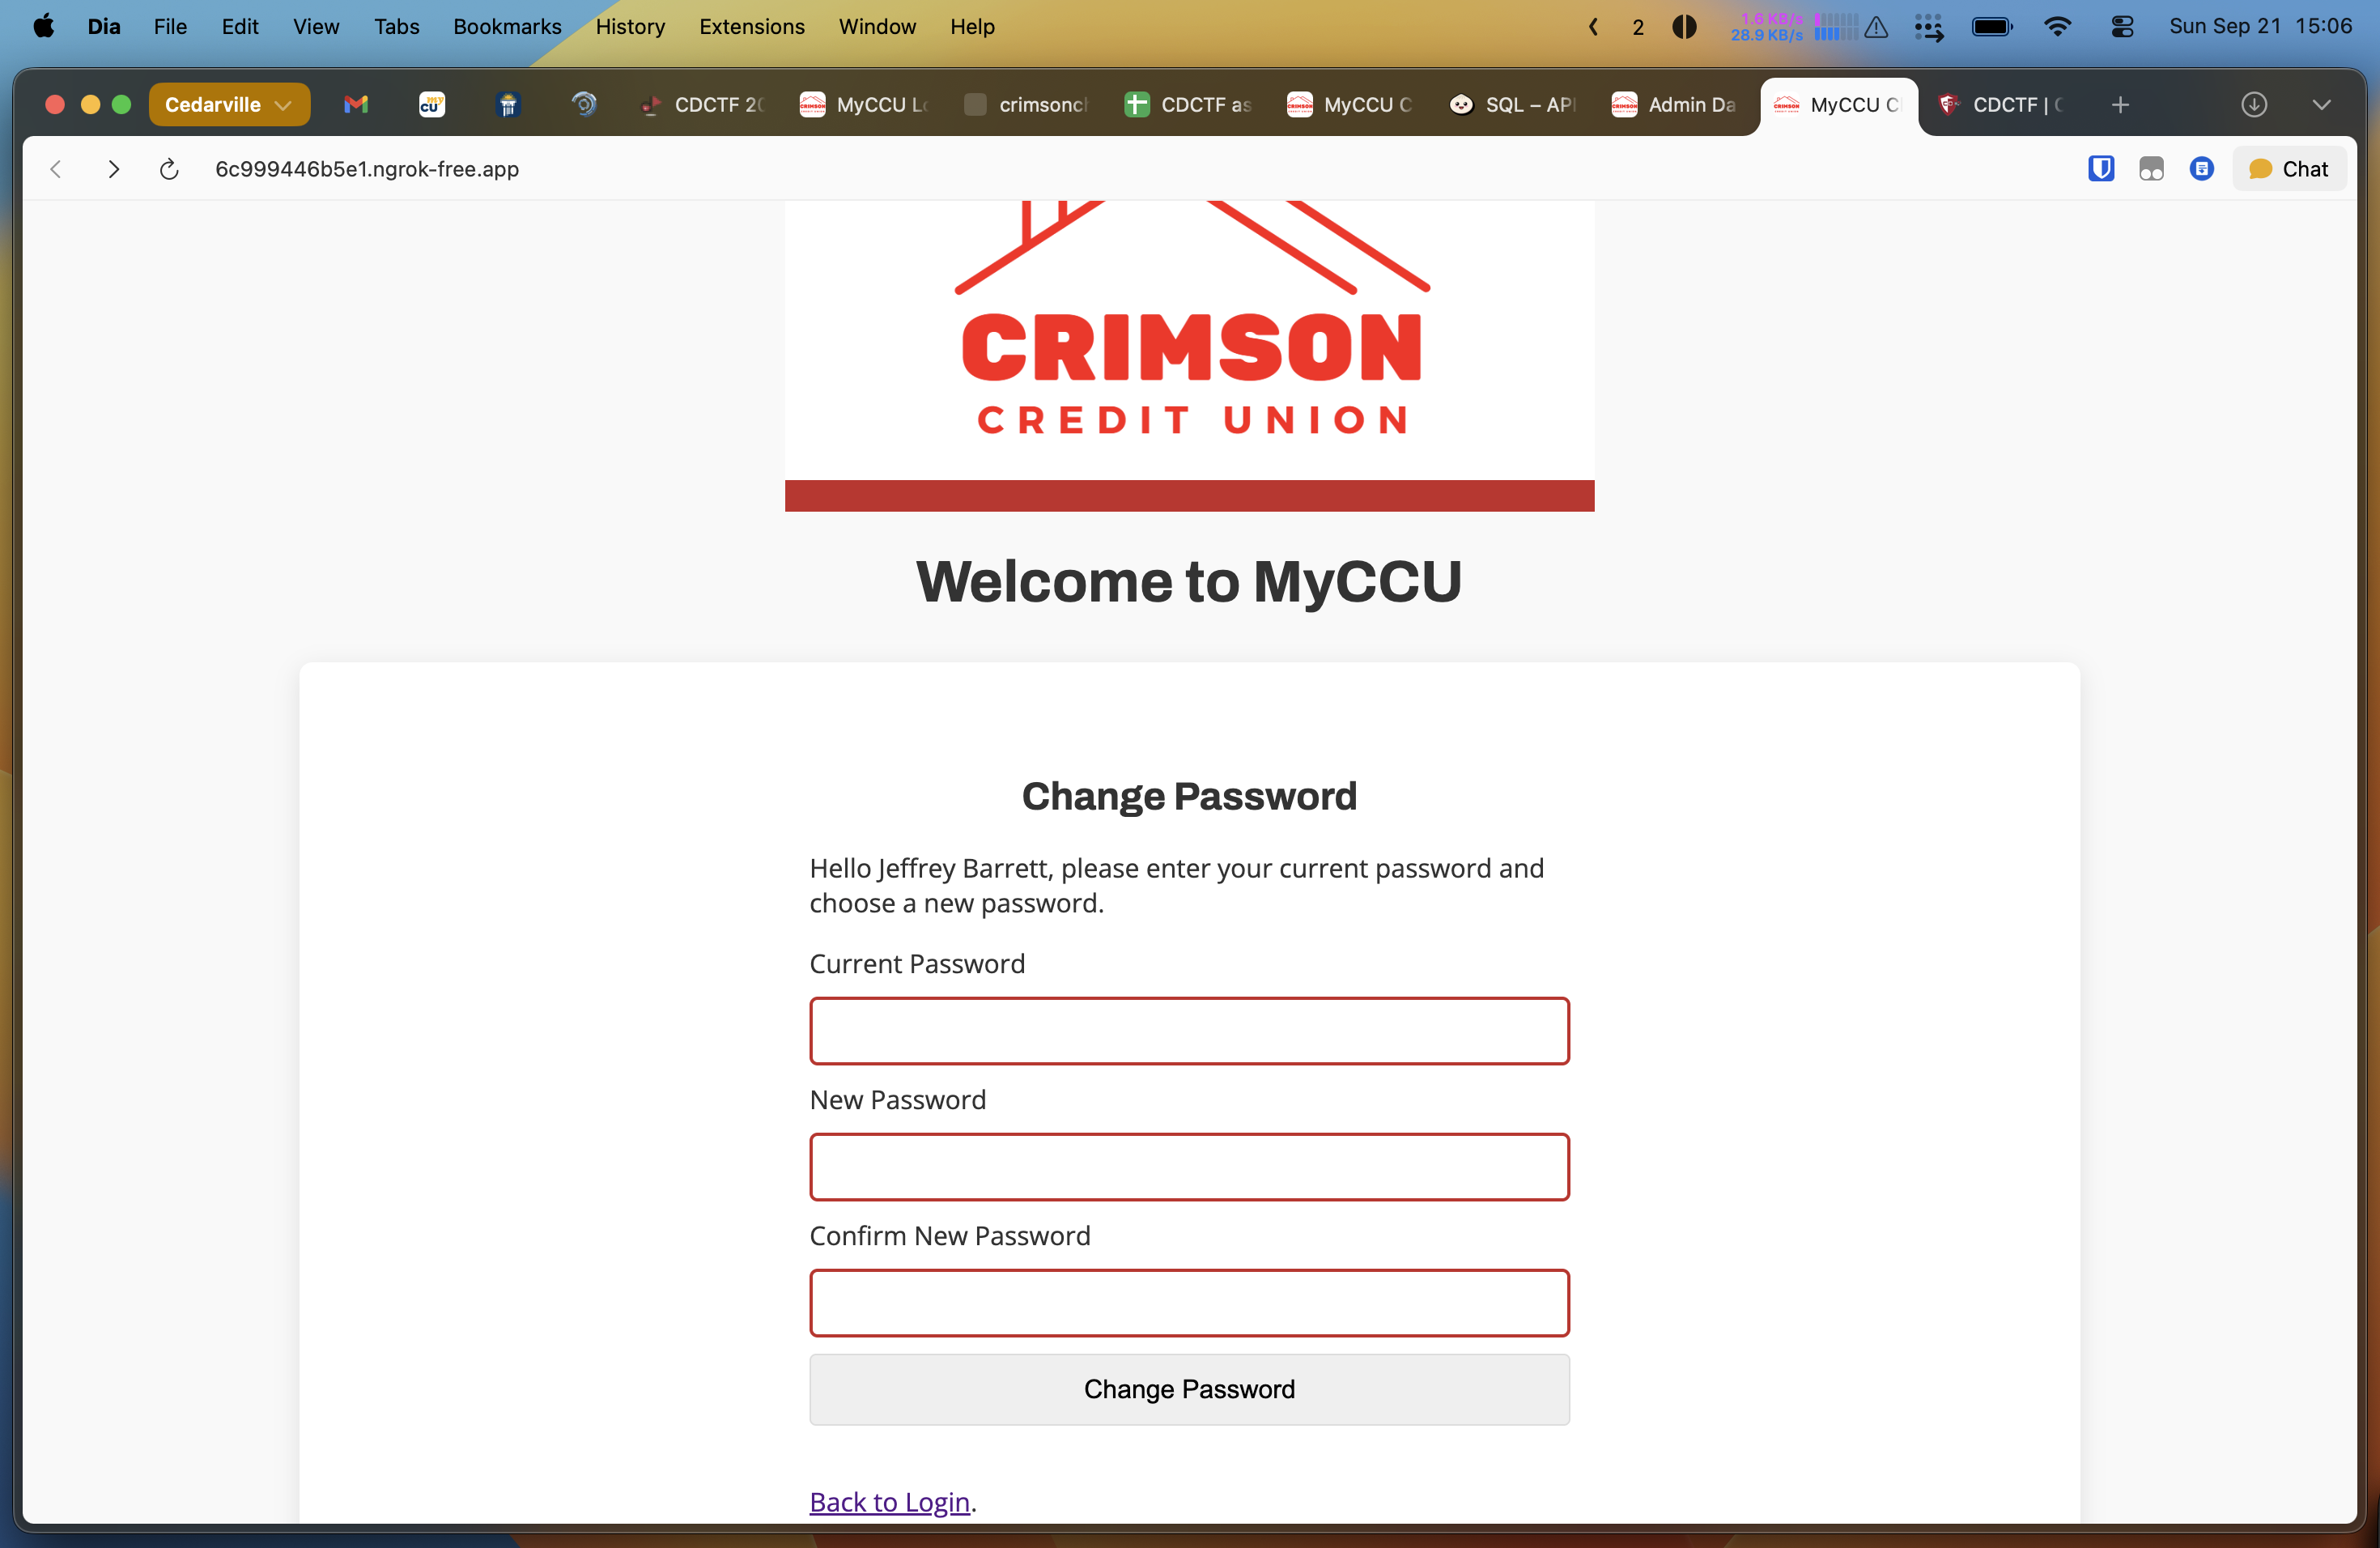 Dia File Edit View Tabs Bookmarks History Extensions Window Help 2 1.6 KB/s 28.9 KB/s Sun Sep 21 15:06
Cedarville CDCTF 20 MyCCU Lo crimsonch CDCTF as MyCCU C SQL – API Admin Da MyCCU C CDCTF | C
6c999446b5e1.ngrok-free.app Chat
CRIMSON
CREDIT UNION
Welcome to MyCCU
Change Password
Hello Jeffrey Barrett, please enter your current password and
choose a new password.
Current Password
New Password
Confirm New Password
Change Password
Back to Login.